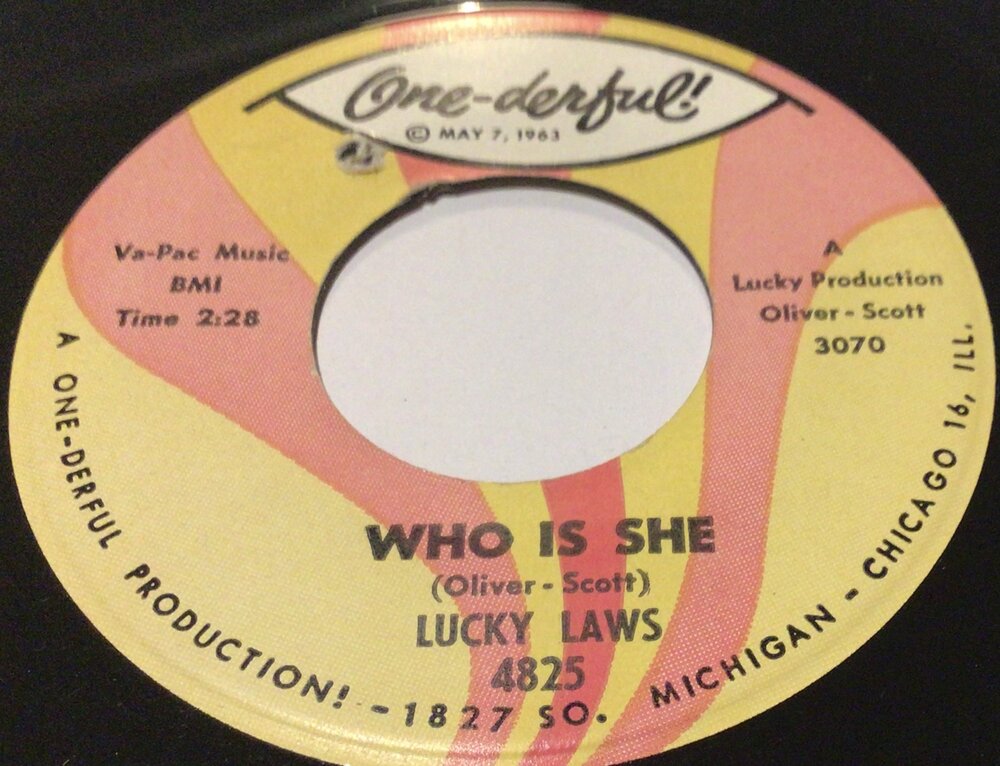 One-derful!
© MAY 7, 1963
Va-Pac Music
BMI
Time 2:28
A
Lucky Production
Oliver - Scott
3070
WHO IS SHE
(Oliver - Scott)
LUCKY LAWS
4825
A ONE-DERFUL PRODUCTION! - 1827 SO. MICHIGAN - CHICAGO 16, ILL.